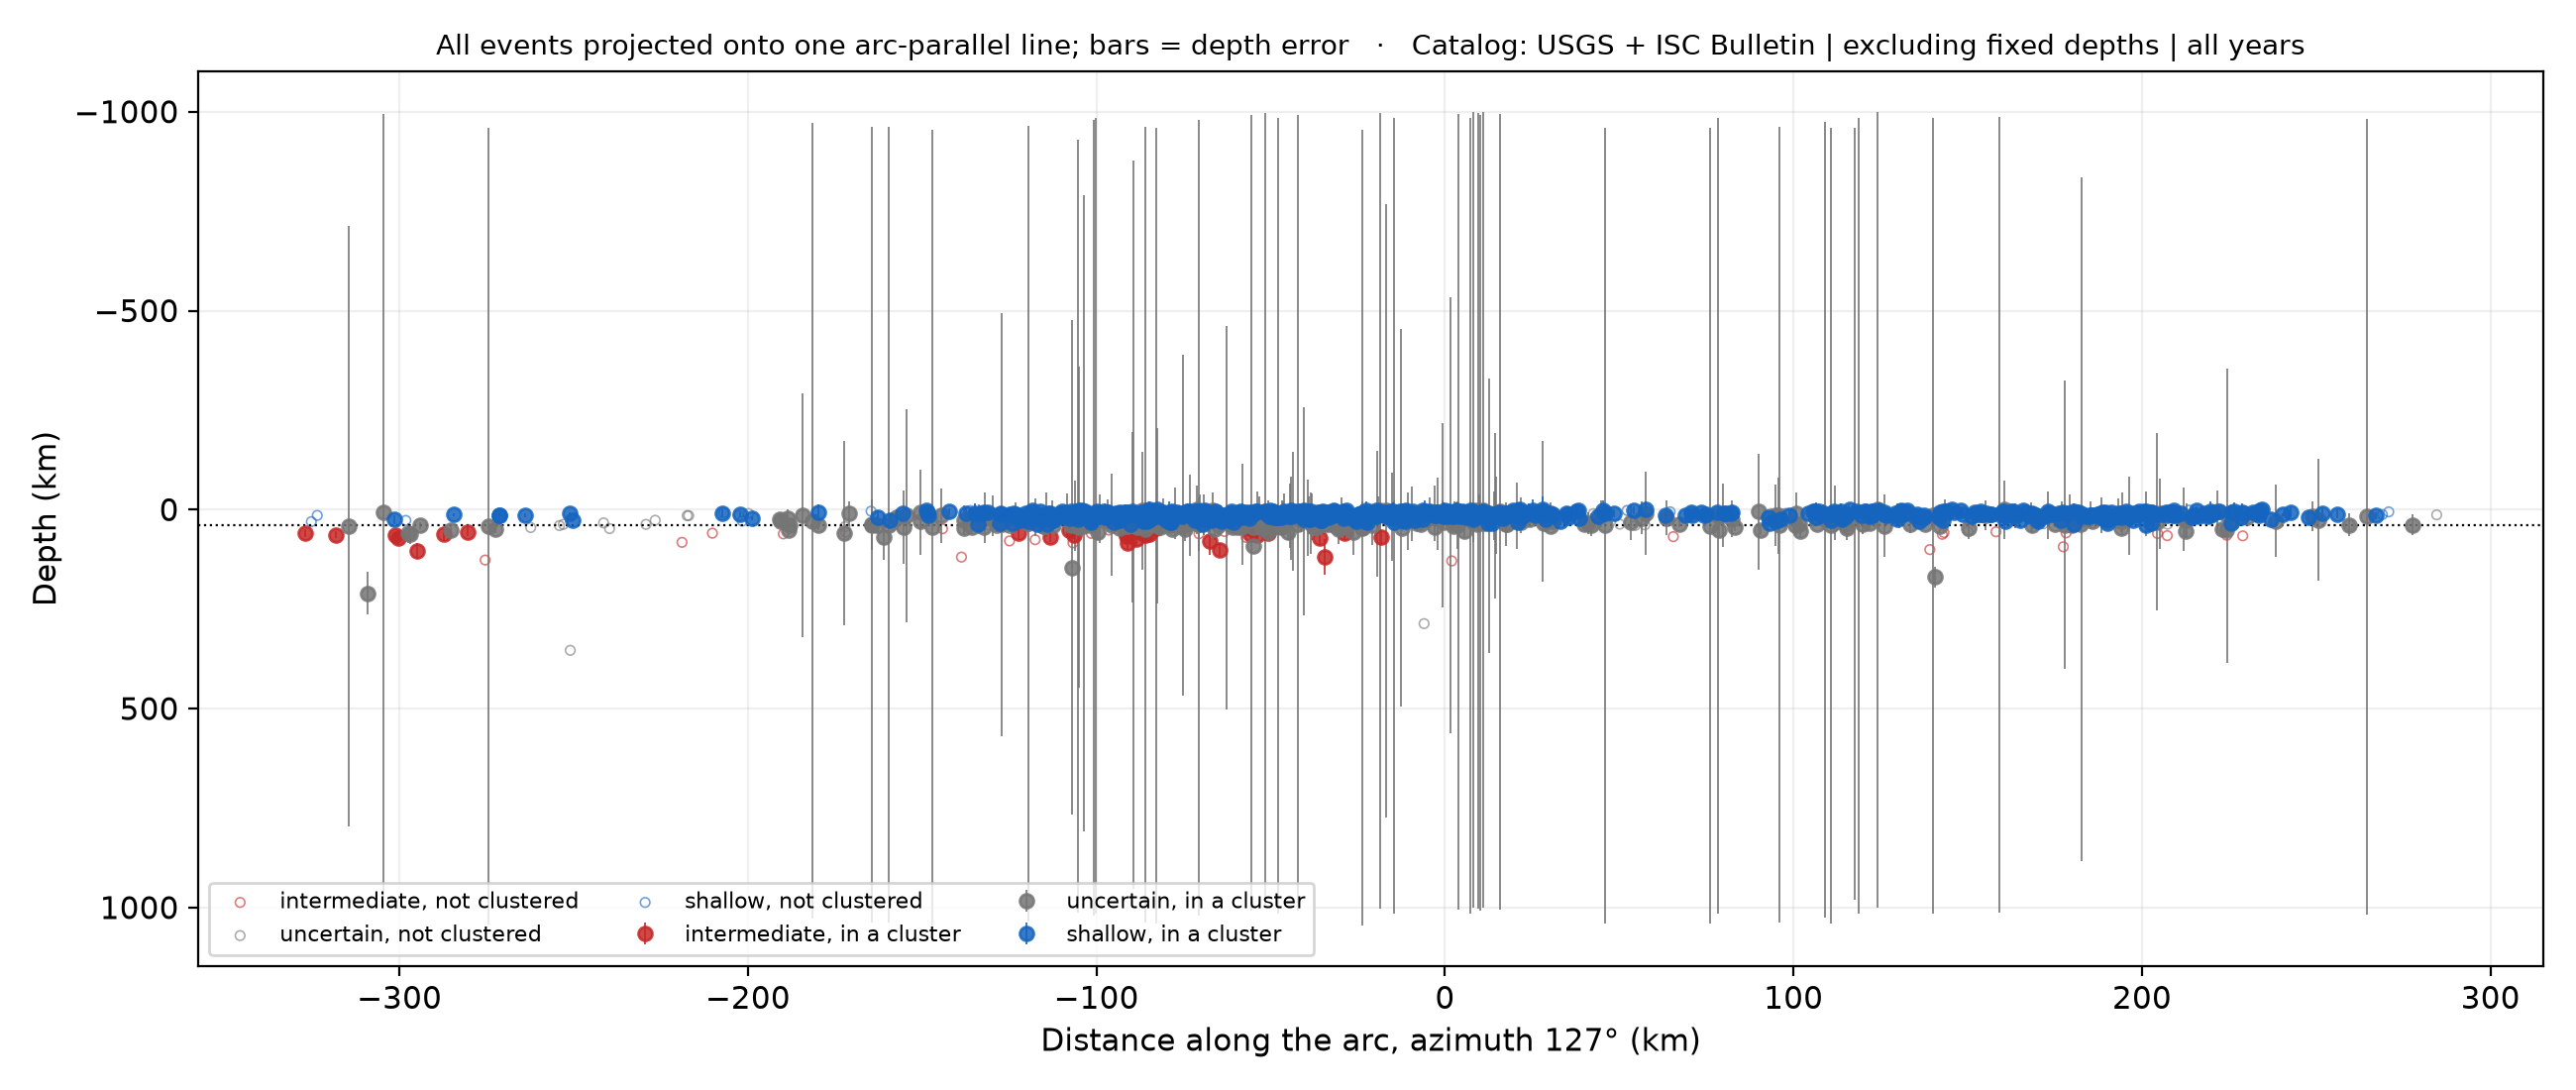 All events projected onto one arc-parallel line; bars = depth error · Catalog: USGS + ISC Bulletin | excluding fixed depths | all years
Depth (km)
−1000
−500
0
500
1000
intermediate, not clustered
uncertain, not clustered
shallow, not clustered
intermediate, in a cluster
uncertain, in a cluster
shallow, in a cluster
−300 −200 −100 0 100 200 300
Distance along the arc, azimuth 127° (km)